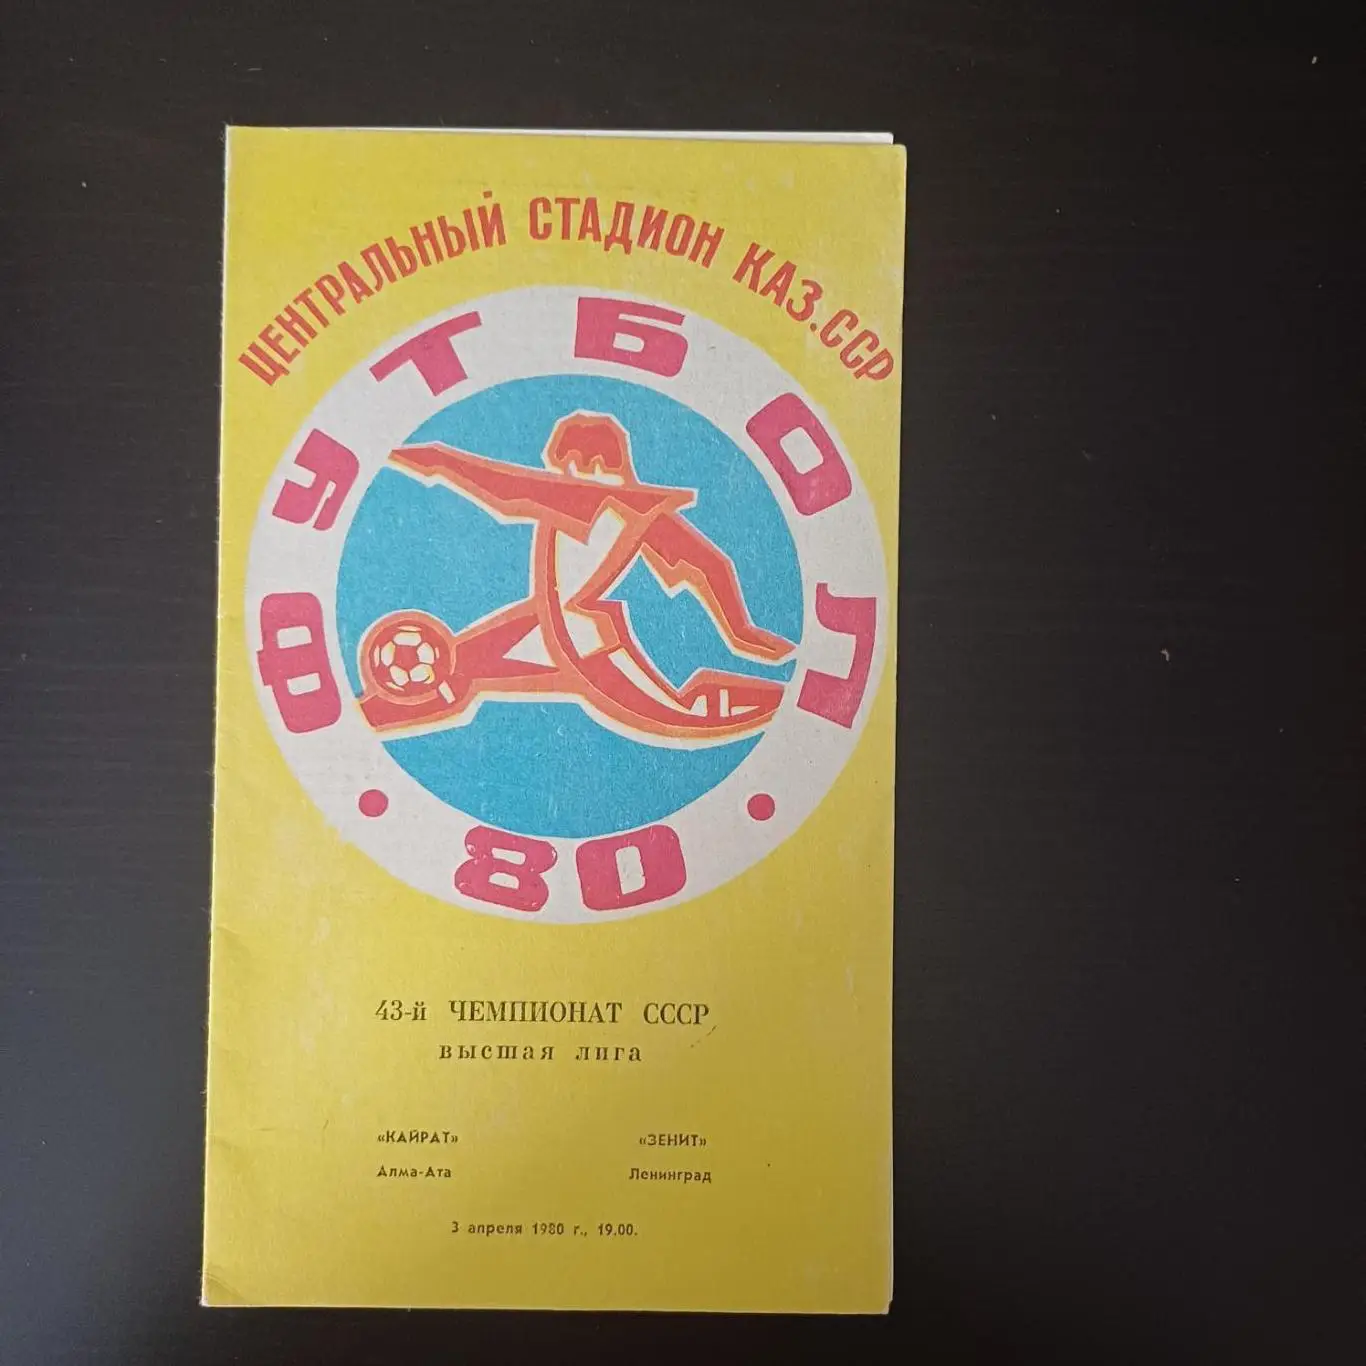 ЦЕНТРАЛЬНЫЙ СТАДИОН КАЗ.ССР
ФУТБОЛ
• 80 •
43-й ЧЕМПИОНАТ СССР
высшая лига
«КАЙРАТ» «ЗЕНИТ»
Алма-Ата Ленинград
3 апреля 1980 г., 19.00.